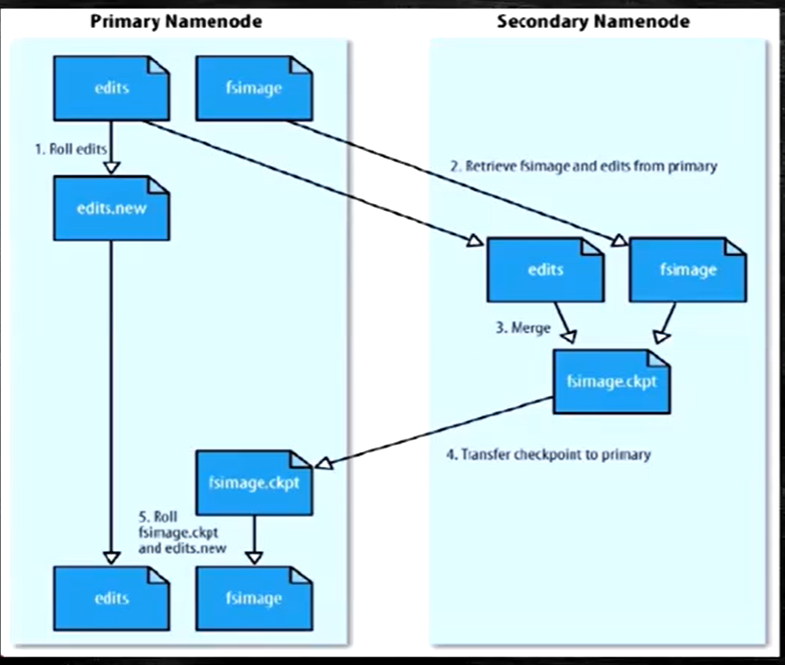 Primary Namenode
Secondary Namenode
edits
fsimage
1. Roll edits
2. Retrieve fsimage and edits from primary
edits.new
edits
fsimage
3. Merge
fsimage.ckpt
4. Transfer checkpoint to primary
fsimage.ckpt
5. Roll
fsimage.ckpt
and edits.new
edits
fsimage